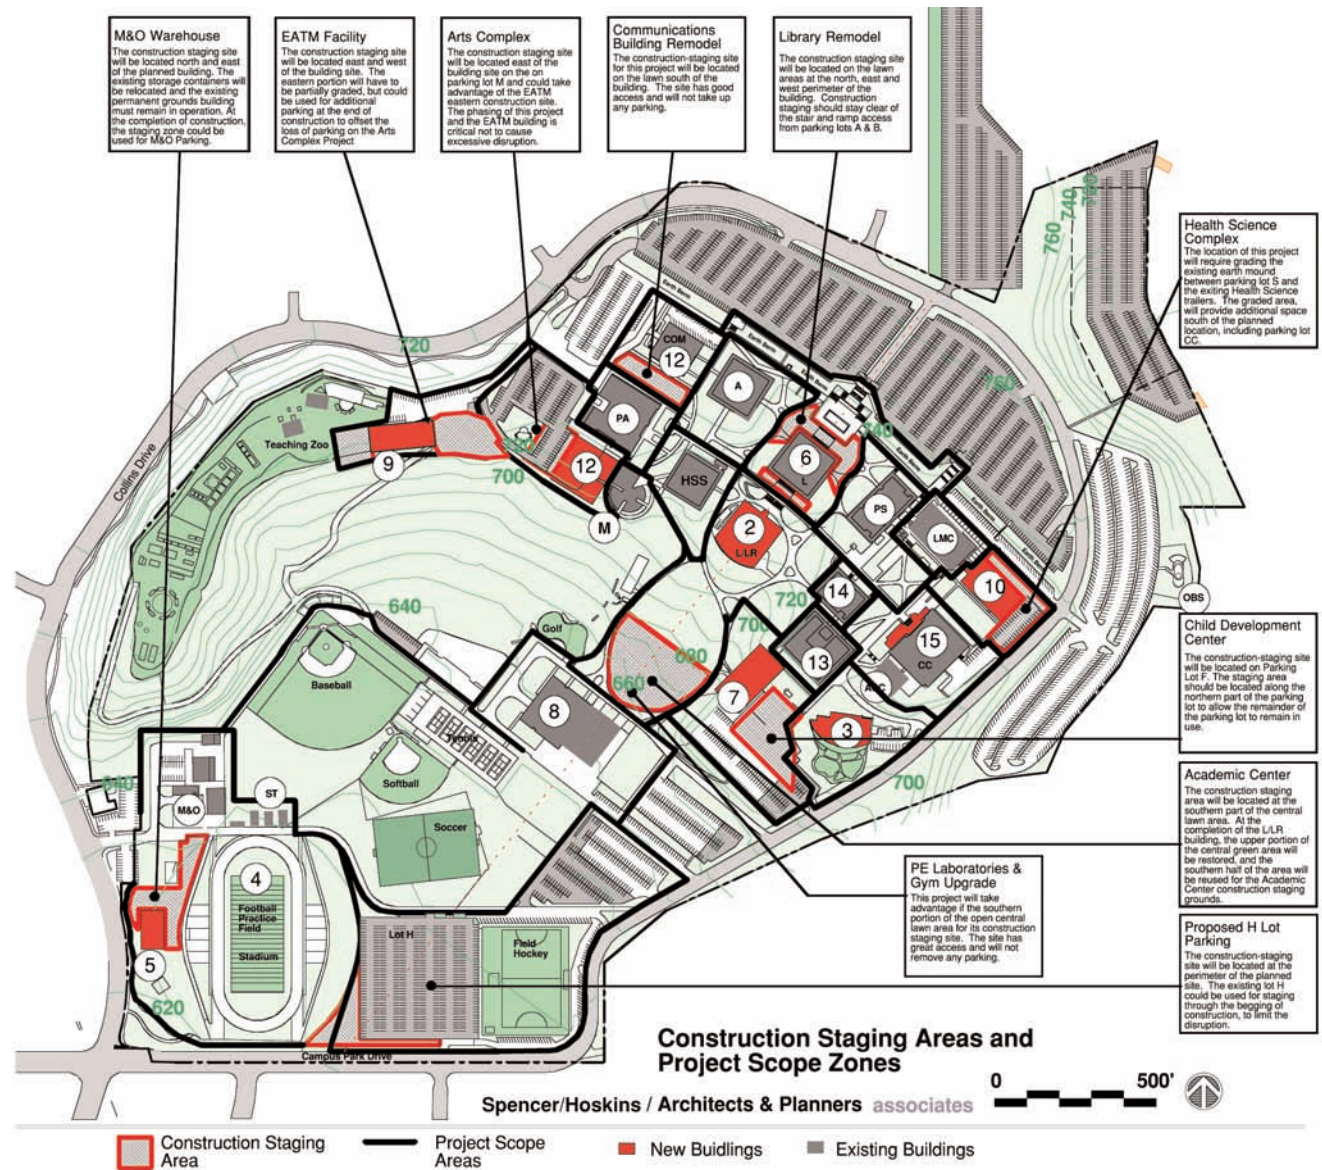 M&O Warehouse
The construction staging site
will be located north and east
of the planned building. The
existing storage containers will
be relocated and the existing
permanent grounds building
must remain in operation. At
the completion of construction,
the staging zone could be
used for M&O Parking.
EATM Facility
The construction staging site
will be located east and west
of the building site. The
eastern portion will have to
be partially graded, but could
be used for additional
parking at the end of
construction to offset the
loss of parking on the Arts
Complex Project
Arts Complex
The construction staging site
will be located east of the
building site on the on
parking lot M and could take
advantage of the EATM
eastern construction site.
The phasing of this project
and the EATM building is
critical not to cause
excessive disruption.
Communications
Building Remodel
The construction-staging site
for this project will be located
on the lawn south of the
building. The site has good
access and will not take up
any parking.
Library Remodel
The construction staging site
will be located on the lawn
areas at the north, east and
west perimeter of the
building. Construction
staging should stay clear of
the stair and ramp access
from parking lots A & B.
Health Science
Complex
The location of this project
will require grading the
existing earth mound
between parking lot S and
the exiting Health Science
trailers. The graded area,
will provide additional space
south of the planned
location, including parking lot
CC.
Child Development
Center
The construction-staging site
will be located on Parking
Lot F. The staging area
should be located along the
northern part of the parking
lot to allow the remainder of
the parking lot to remain in
use.
Academic Center
The construction staging
area will be located at the
southern part of the central
lawn area. At the
completion of the L/LR
building, the upper portion of
the central green area will
be restored, and the
southern half of the area will
be reused for the Academic
Center construction staging
grounds.
PE Laboratories &
Gym Upgrade
This project will take
advantage if the southern
portion of the open central
lawn area for its construction
staging site. The site has
great access and will not
remove any parking.
Proposed H Lot
Parking
The construction-staging
site will be located at the
perimeter of the planned
site. The existing lot H
could be used for staging
through the begging of
construction, to limit the
disruption.
760
740
720
Earth Berm
COM
12
Earth Berm
A
Earth Berm
760
740
PA
Teaching Zoo
9
700
12
M
HSS
6
L
Earth Berm
PS
LMC
Earth Berm
10
OBS
2
L/LR
14
720
700
13
15
CC
Collins Drive
640
Golf
680
660
7
3
700
8
Baseball
Tennis
Softball
Soccer
640
M&O
ST
4
Football
Practice
Field
Stadium
5
620
Lot H
Field
Hockey
Campus Park Drive
Construction Staging Areas and
Project Scope Zones
0 500'
Spencer/Hoskins / Architects & Planners associates
Construction Staging
Area
Project Scope
Areas
New Buidlings
Existing Buildings